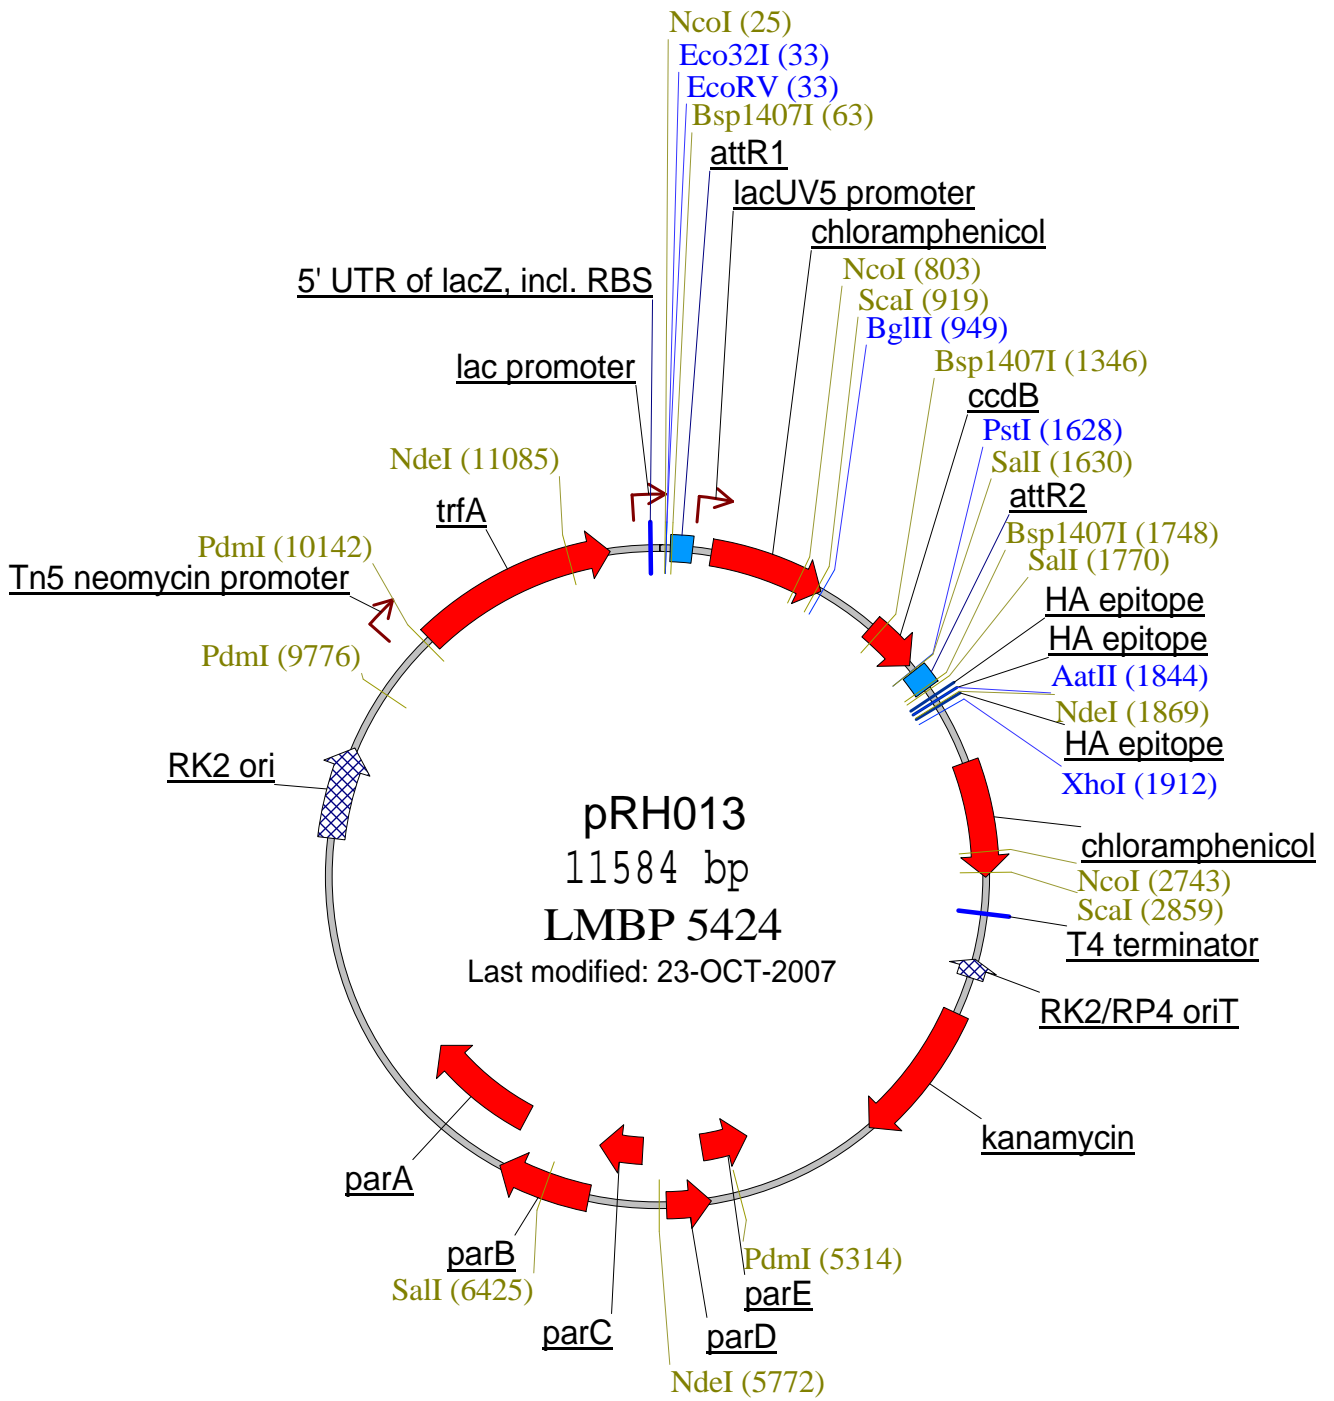 NcoI (25)
Eco32I (33)
EcoRV (33)
Bsp1407I (63)
attR1
lacUV5 promoter
chloramphenicol
NcoI (803)
ScaI (919)
BglII (949)
Bsp1407I (1346)
ccdB
PstI (1628)
SalI (1630)
attR2
Bsp1407I (1748)
SalI (1770)
HA epitope
HA epitope
AatII (1844)
NdeI (1869)
HA epitope
XhoI (1912)
chloramphenicol
NcoI (2743)
ScaI (2859)
T4 terminator
RK2/RP4 oriT
kanamycin
PdmI (5314)
parE
parD
NdeI (5772)
parC
SalI (6425)
parB
parA
RK2 ori
PdmI (9776)
Tn5 neomycin promoter
PdmI (10142)
trfA
NdeI (11085)
lac promoter
5' UTR of lacZ, incl. RBS
pRH013
11584 bp
LMBP 5424
Last modified: 23-OCT-2007